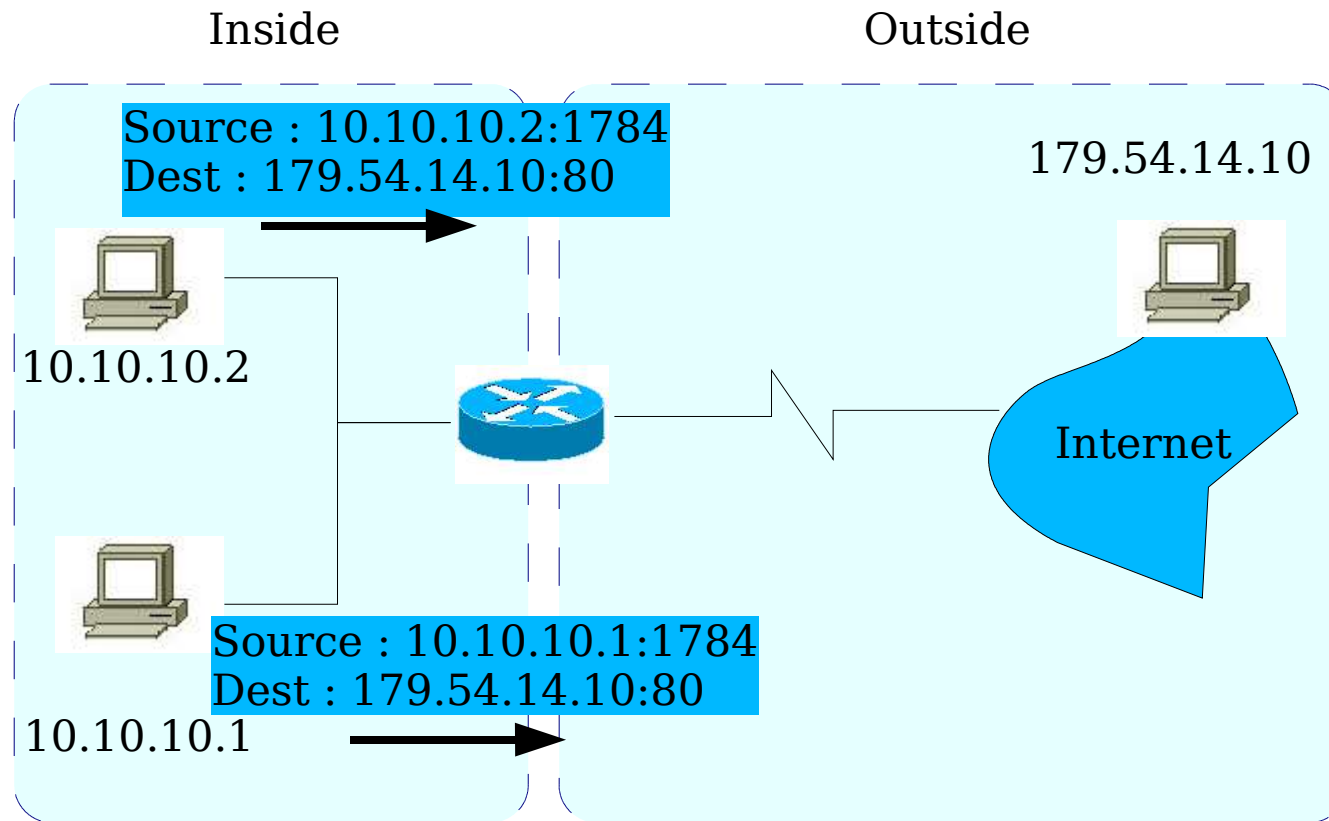 Inside
Outside
Source : 10.10.10.2:1784
Dest : 179.54.14.10:80
179.54.14.10
10.10.10.2
Internet
Source : 10.10.10.1:1784
Dest : 179.54.14.10:80
10.10.10.1